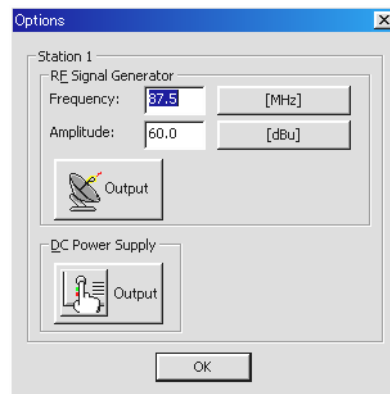 Options
Station 1
RF Signal Generator
Frequency: 87.5 [MHz]
Amplitude: 60.0 [dBu]
Output
DC Power Supply
Output
OK